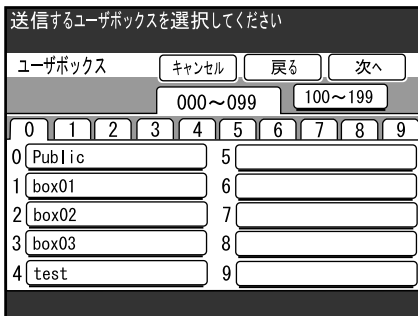 送信するユーザボックスを選択してください
ユーザボックス キャンセル 戻る 次へ
000～099 100～199
0 1 2 3 4 5 6 7 8 9
0 Public 5
1 box01 6
2 box02 7
3 box03 8
4 test 9